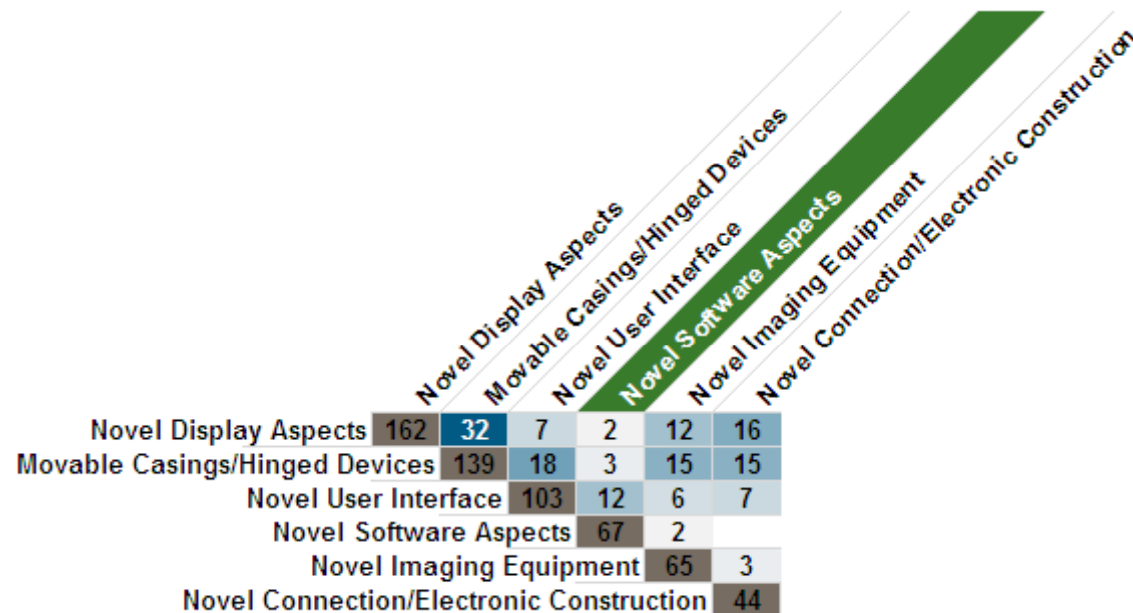 Novel Display Aspects
Movable Casings/Hinged Devices
Novel User Interface
Novel Software Aspects
Novel Imaging Equipment
Novel Connection/Electronic Construction
Novel Display Aspects 162 32 7 2 12 16
Movable Casings/Hinged Devices 139 18 3 15 15
Novel User Interface 103 12 6 7
Novel Software Aspects 67 2
Novel Imaging Equipment 65 3
Novel Connection/Electronic Construction 44